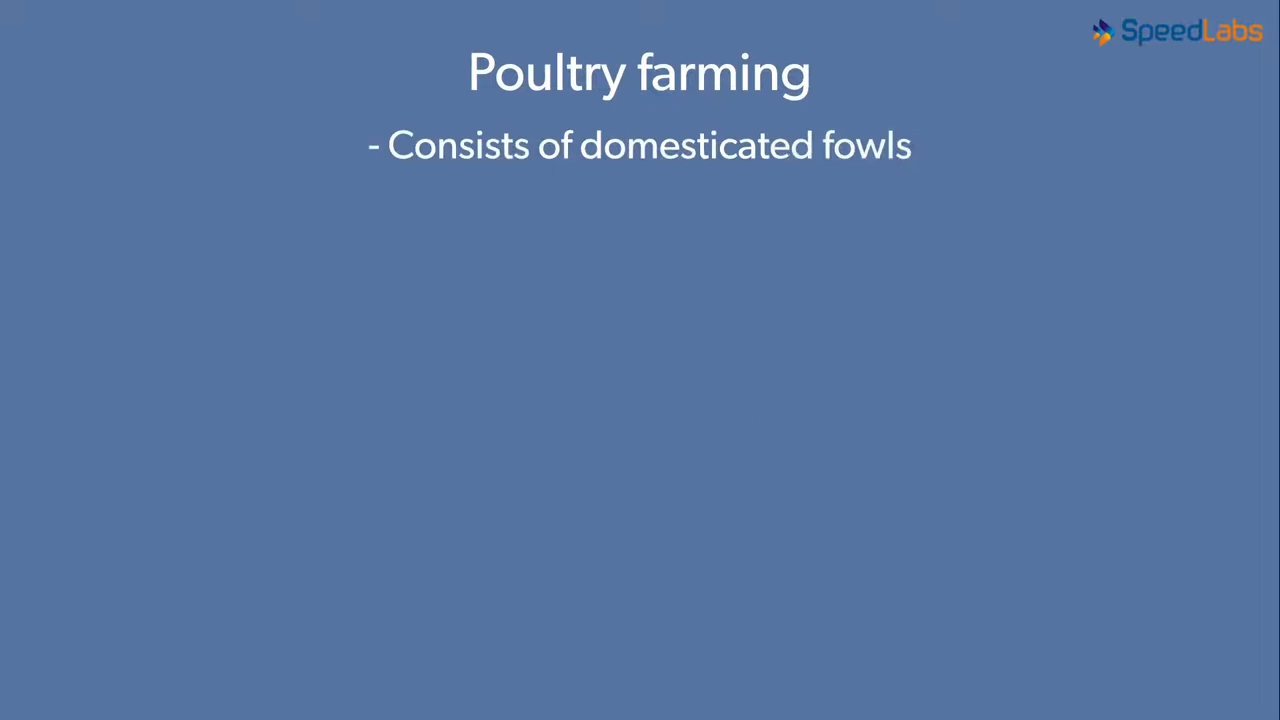 SpeedLabs
Poultry farming
- Consists of domesticated fowls